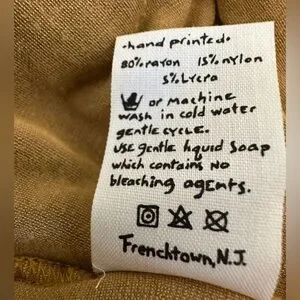 ·hand printed·
80% rayon 15% nylon
5% Lycra
or machine
wash in cold water
gentle cycle.
use gentle liquid soap
which contains NO
bleaching agents.
Frenchtown, N.J.